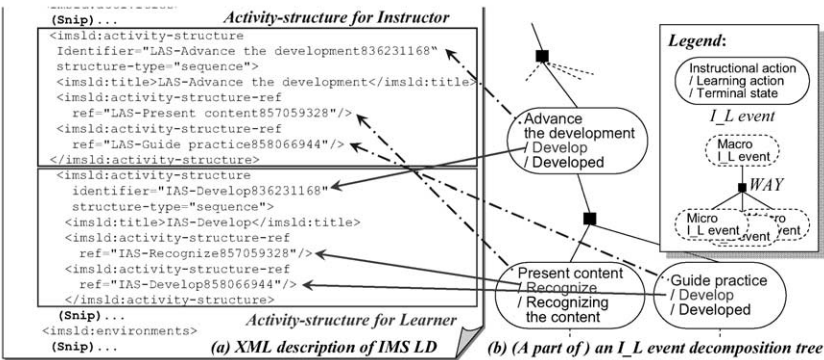 (Snip)...
Activity-structure for Instructor
<imsld:activity-structure
Identifier="LAS-Advance the development836231168"
structure-type="sequence">
<imsld:title>LAS-Advance the development</imsld:title>
<imsld:activity-structure-ref
ref="LAS-Present content857059328"/>
<imsld:activity-structure-ref
ref="LAS-Guide practice858066944"/>
</imsld:activity-structure>
<imsld:activity-structure
identifier="IAS-Develop836231168"
structure-type="sequence">
<imsld:title>IAS-Develop</imsld:title>
<imsld:activity-structure-ref
ref="IAS-Recognize857059328"/>
<imsld:activity-structure-ref
ref="IAS-Develop858066944"/>
</imsld:activity-structure>
(Snip)...
Activity-structure for Learner
<imsld:environments>
(Snip)...
(a) XML description of IMS LD
Advance
the development
/ Develop
/ Developed
Present content
/ Recognize
/ Recognizing
the content
Guide practice
/ Develop
/ Developed
Legend:
Instructional action
/ Learning action
/ Terminal state
I_L event
Macro
I_L event
WAY
Micro
I_L event
(b) (A part of ) an I_L event decomposition tree